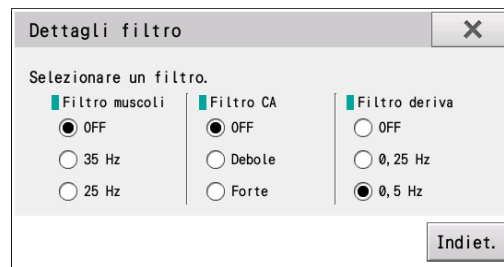 Dettagli filtro
Selezionare un filtro.
Filtro muscoli Filtro CA Filtro deriva
OFF OFF OFF
35 Hz Debole 0,25 Hz
25 Hz Forte 0,5 Hz
Indiet.